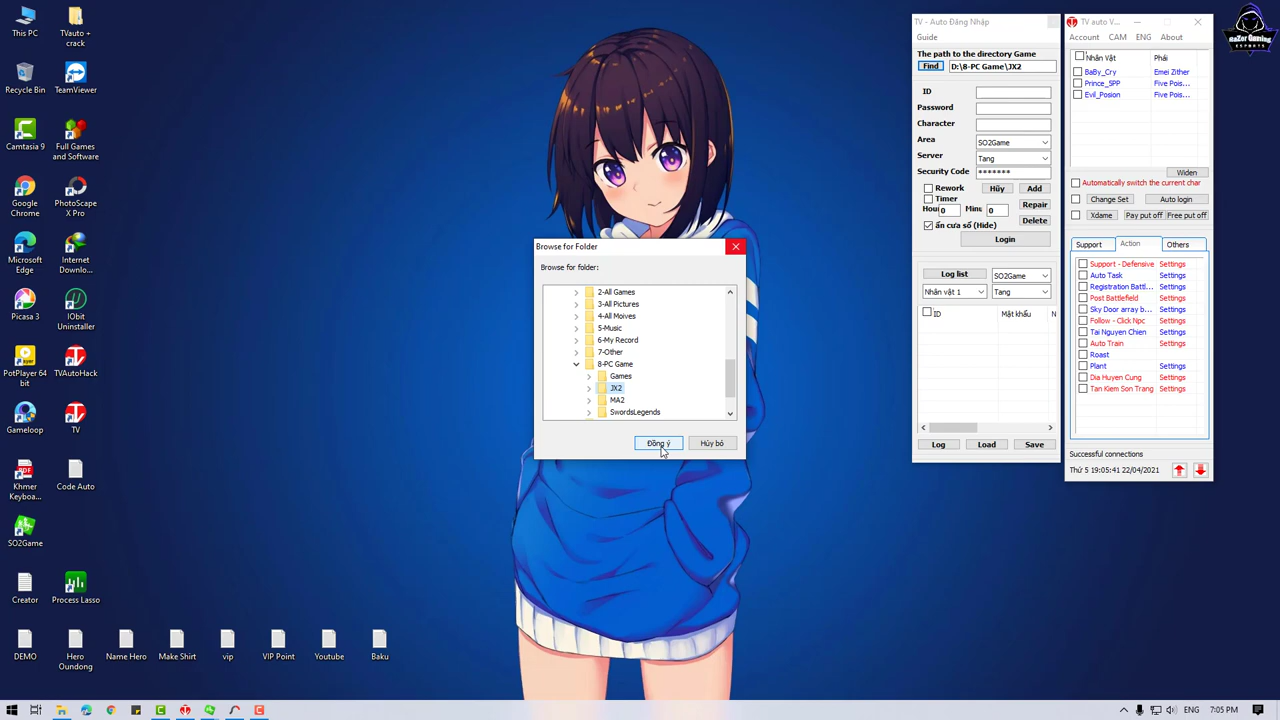 This PC
TVauto +
crack
Recycle Bin
TeamViewer
Camtasia 9
Full Games
and Software
Google
Chrome
PhotoScape
X Pro
Microsoft
Edge
Internet
Downlo...
Picasa 3
IObit
Uninstaller
PotPlayer 64
bit
TVAutoHack
Gameloop
TV
Khmer
Keyboa...
Code Auto
SO2Game
Creator
Process Lasso
DEMO
Hero
Oundong
Name Hero
Make Shirt
vip
VIP Point
Youtube
Baku
Browse for Folder
Browse for folder:
2-All Games
3-All Pictures
4-All Moives
5-Music
6-My Record
7-Other
8-PC Game
Games
JX2
MA2
SwordsLegends
Đồng ý
Hủy bỏ
TV - Auto Đăng Nhập
Guide
The path to the directory Game
Find
D:\8-PC Game\JX2
ID
Password
Character
Area
SO2Game
Server
Tang
Security Code
*******
Rework
Hủy
Add
Timer
Hou
0
Minu
0
Repair
Delete
ẩn cửa sổ (Hide)
Login
Log list
SO2Game
Nhân vật 1
Tang
ID
Mật khẩu
N
Log
Load
Save
TV auto V...
Account
CAM
ENG
About
Nhân Vật
Phái
BaBy_Cry
Emei Zither
Prince_5PP
Five Pois...
Evil_Posion
Five Pois...
Widen
Automatically switch the current char
Change Set
Auto login
Xdame
Pay put off
Free put off
Support
Action
Others
Support - Defensive
Settings
Auto Task
Settings
Registration Battl...
Settings
Post Battlefield
Settings
Sky Door array b...
Settings
Follow - Click Npc
Settings
Tai Nguyen Chien
Settings
Auto Train
Settings
Roast
Plant
Settings
Dia Huyen Cung
Settings
Tan Kiem Son Trang
Settings
Successful connections
Thứ 5 19:05:41 22/04/2021
RaZor Gaming
ESPORTS
ENG
7:05 PM